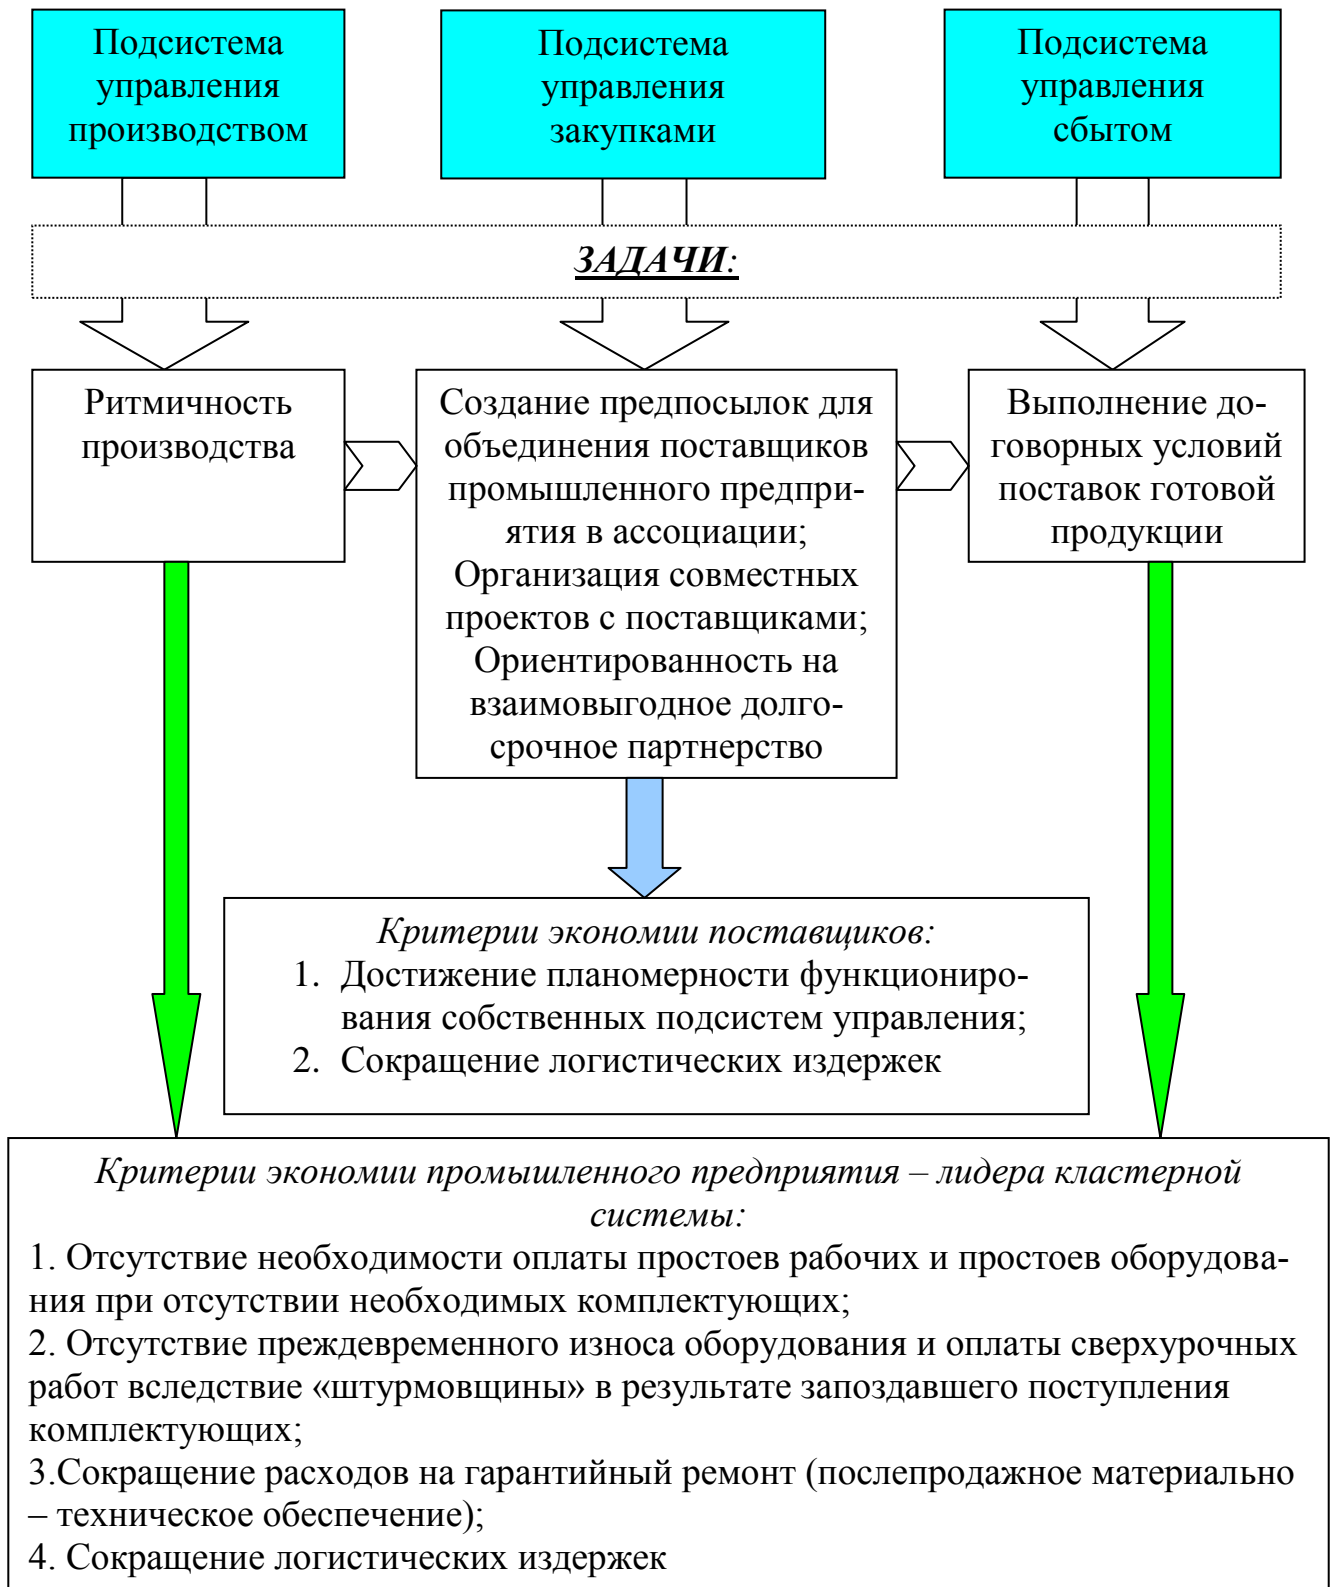 Подсистема
управления
производством
Подсистема
управления
закупками
Подсистема
управления
сбытом
ЗАДАЧИ:
Ритмичность
производства
Создание предпосылок для
объединения поставщиков
промышленного предпри-
ятия в ассоциации;
Организация совместных
проектов с поставщиками;
Ориентированность на
взаимовыгодное долго-
срочное партнерство
Выполнение до-
говорных условий
поставок готовой
продукции
Критерии экономии поставщиков:
1. Достижение планомерности функциониро-
вания собственных подсистем управления;
2. Сокращение логистических издержек
Критерии экономии промышленного предприятия – лидера кластерной
системы:
1. Отсутствие необходимости оплаты простоев рабочих и простоев оборудова-
ния при отсутствии необходимых комплектующих;
2. Отсутствие преждевременного износа оборудования и оплаты сверхурочных
работ вследствие «штурмовщины» в результате запоздавшего поступления
комплектующих;
3.Сокращение расходов на гарантийный ремонт (послепродажное материально
– техническое обеспечение);
4. Сокращение логистических издержек